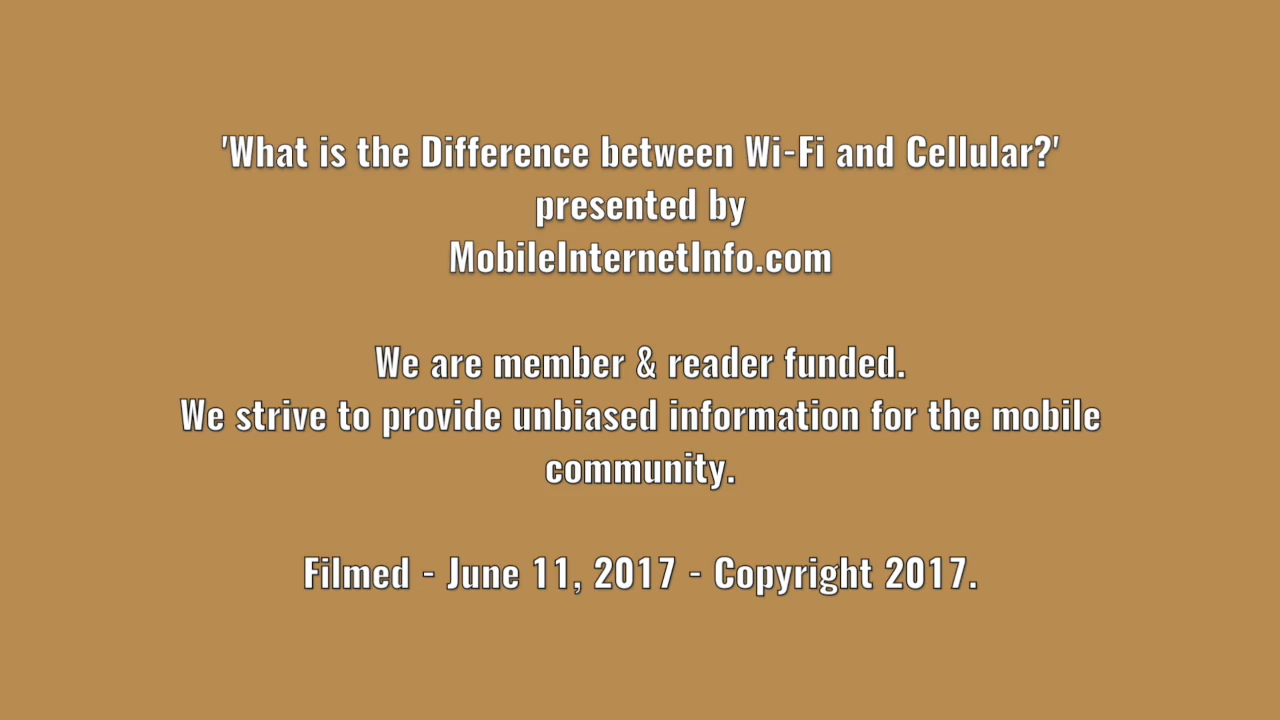 'What is the Difference between Wi-Fi and Cellular?'
presented by
MobileInternetInfo.com
We are member & reader funded.
We strive to provide unbiased information for the mobile
community.
Filmed - June 11, 2017 - Copyright 2017.